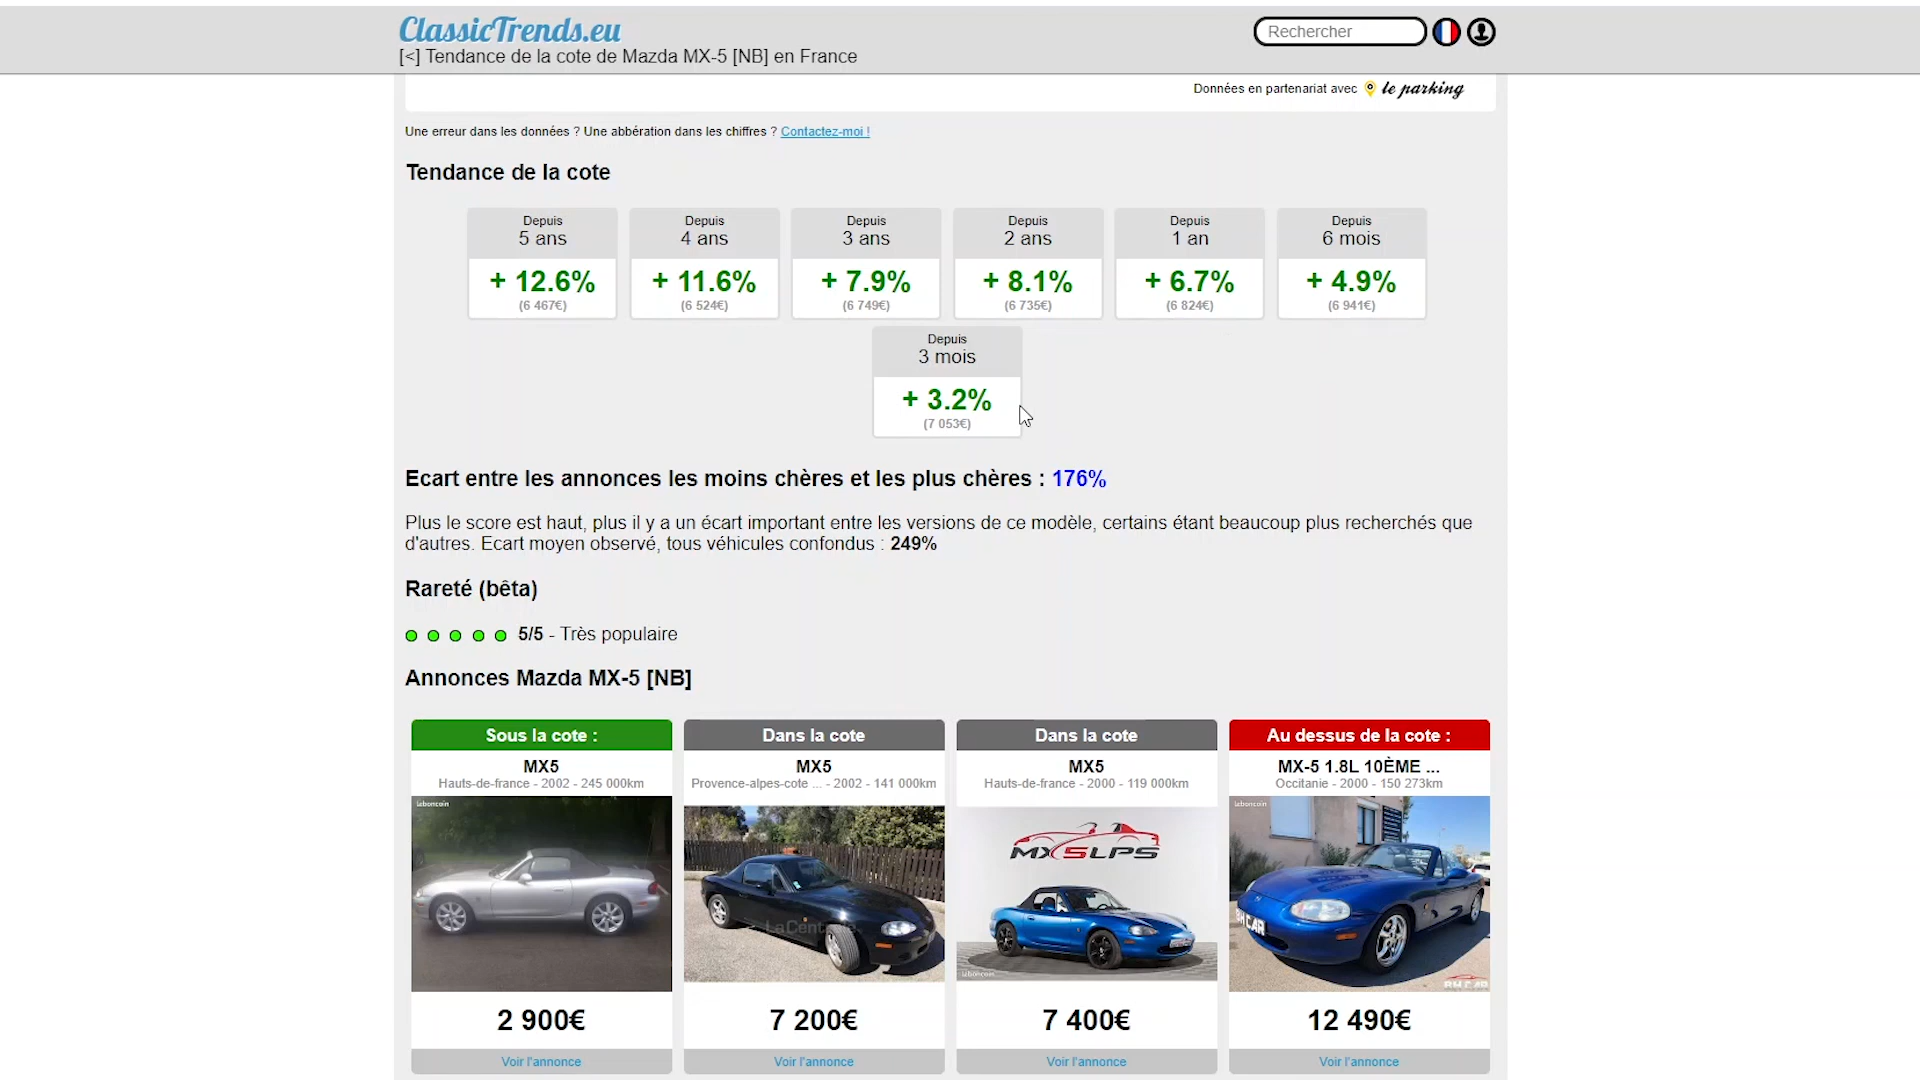 ClassicTrends.eu
Rechercher
[<] Tendance de la cote de Mazda MX-5 [NB] en France
Données en partenariat avec le parking
Une erreur dans les données ? Une abbération dans les chiffres ? Contactez-moi !
Tendance de la cote
Depuis
5 ans
+ 12.6%
(6 467€)
Depuis
4 ans
+ 11.6%
(6 524€)
Depuis
3 ans
+ 7.9%
(6 749€)
Depuis
2 ans
+ 8.1%
(6 735€)
Depuis
1 an
+ 6.7%
(6 824€)
Depuis
6 mois
+ 4.9%
(6 941€)
Depuis
3 mois
+ 3.2%
(7 053€)
Ecart entre les annonces les moins chères et les plus chères : 176%
Plus le score est haut, plus il y a un écart important entre les versions de ce modèle, certains étant beaucoup plus recherchés que
d'autres. Ecart moyen observé, tous véhicules confondus : 249%
Rareté (bêta)
5/5 - Très populaire
Annonces Mazda MX-5 [NB]
Sous la cote :
MX5
Hauts-de-france - 2002 - 245 000km
leboncoin
2 900€
Voir l'annonce
Dans la cote
MX5
Provence-alpes-cote ... - 2002 - 141 000km
LaCentrale
7 200€
Voir l'annonce
Dans la cote
MX5
Hauts-de-france - 2000 - 119 000km
MX5LPS
leboncoin
7 400€
Voir l'annonce
Au dessus de la cote :
MX-5 1.8L 10ÈME ...
Occitanie - 2000 - 150 273km
leboncoin
RH CAR
RH CAR
12 490€
Voir l'annonce